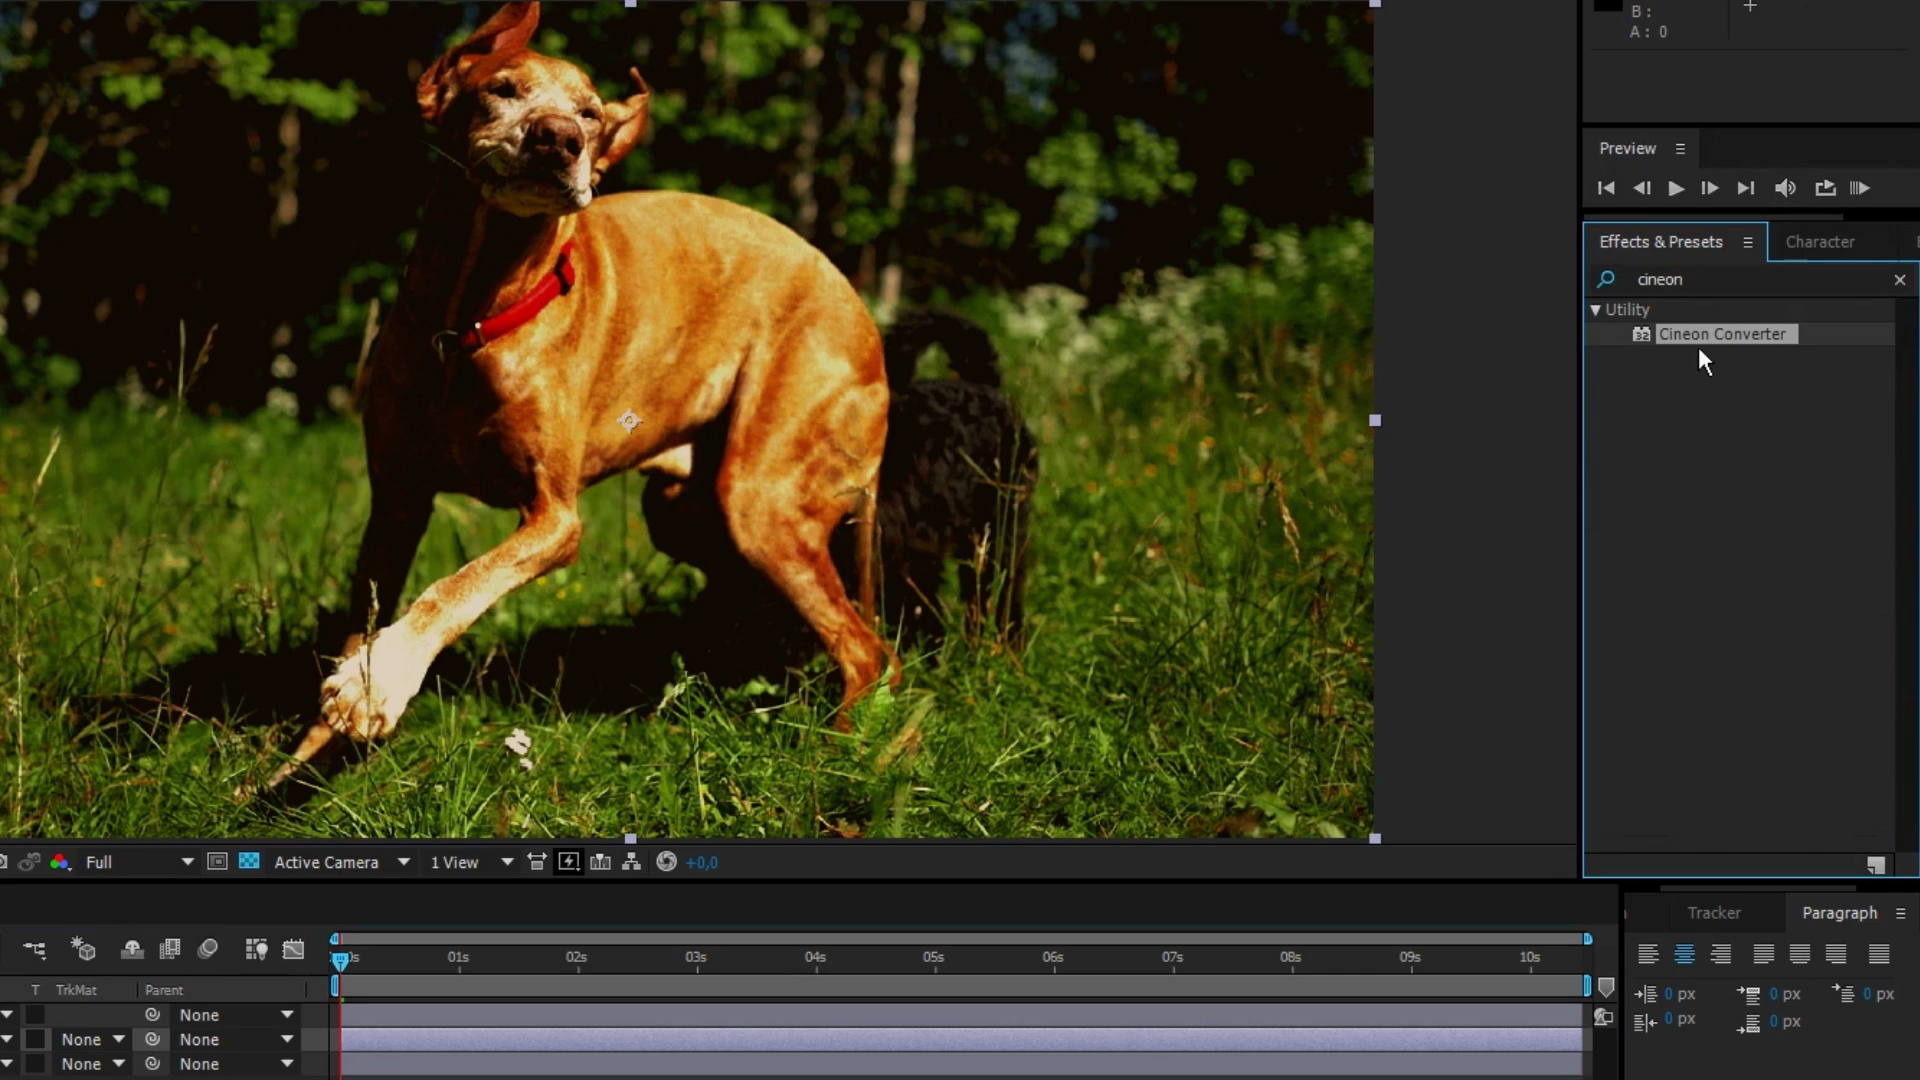 B :
A : 0
Preview
Effects & Presets
Character
cineon
Utility
32 Cineon Converter
Full
Active Camera
1 View
+0,0
Tracker
Paragraph
01s 02s 03s 04s 05s 06s 07s 08s 09s 10s
T TrkMat Parent
None
None None
None None
0 px 0 px 0 px
0 px 0 px